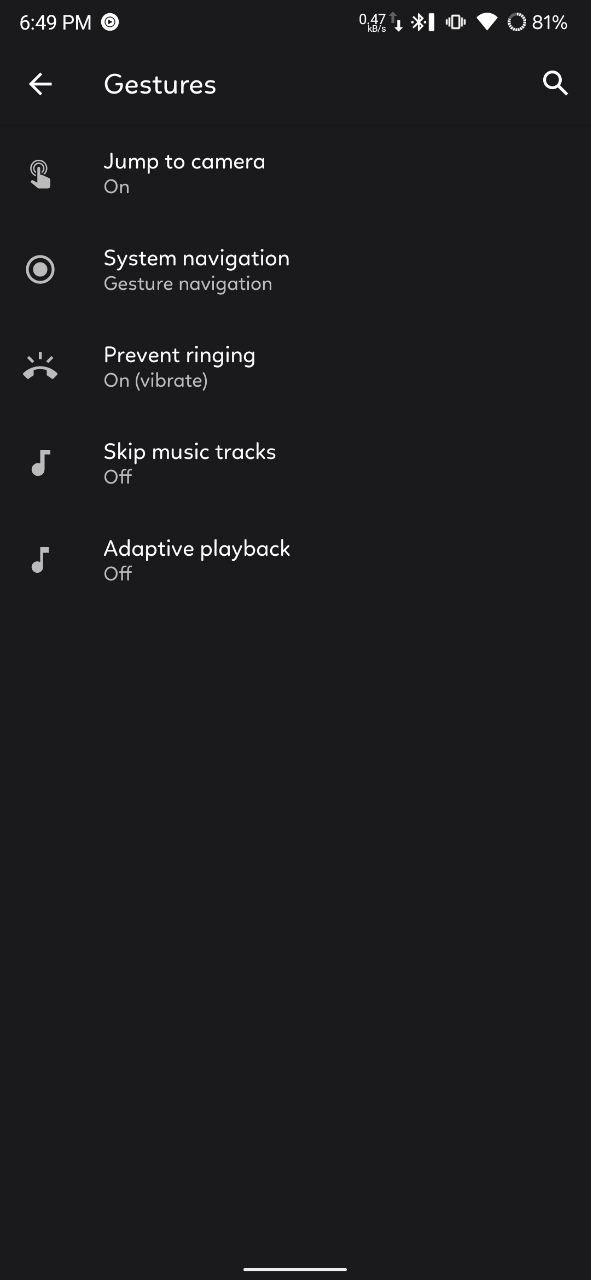 6:49 PM 0.47 kB/s 81%
Gestures
Jump to camera
On
System navigation
Gesture navigation
Prevent ringing
On (vibrate)
Skip music tracks
Off
Adaptive playback
Off